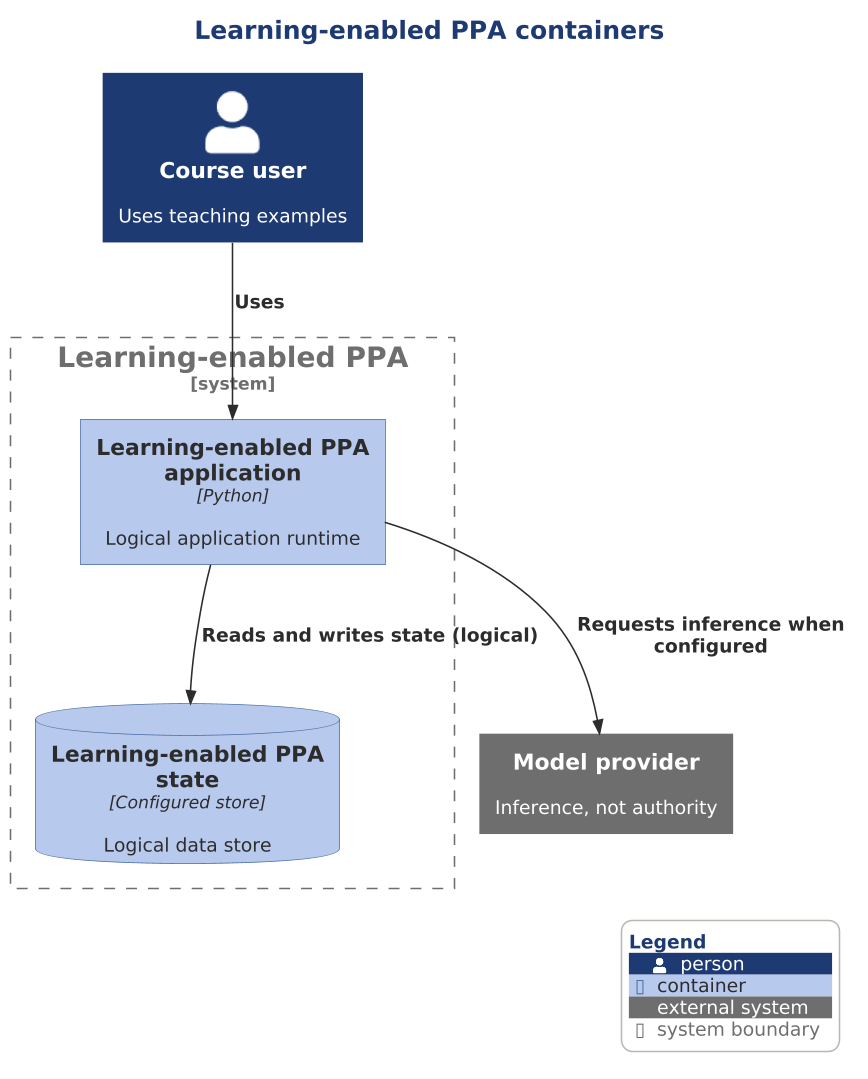 Learning-enabled PPA containers
Course user
Uses teaching examples
Uses
Learning-enabled PPA
[system]
Learning-enabled PPA
application
[Python]
Logical application runtime
Reads and writes state (logical)
Requests inference when
configured
Learning-enabled PPA
state
[Configured store]
Logical data store
Model provider
Inference, not authority
Legend
person
container
external system
system boundary